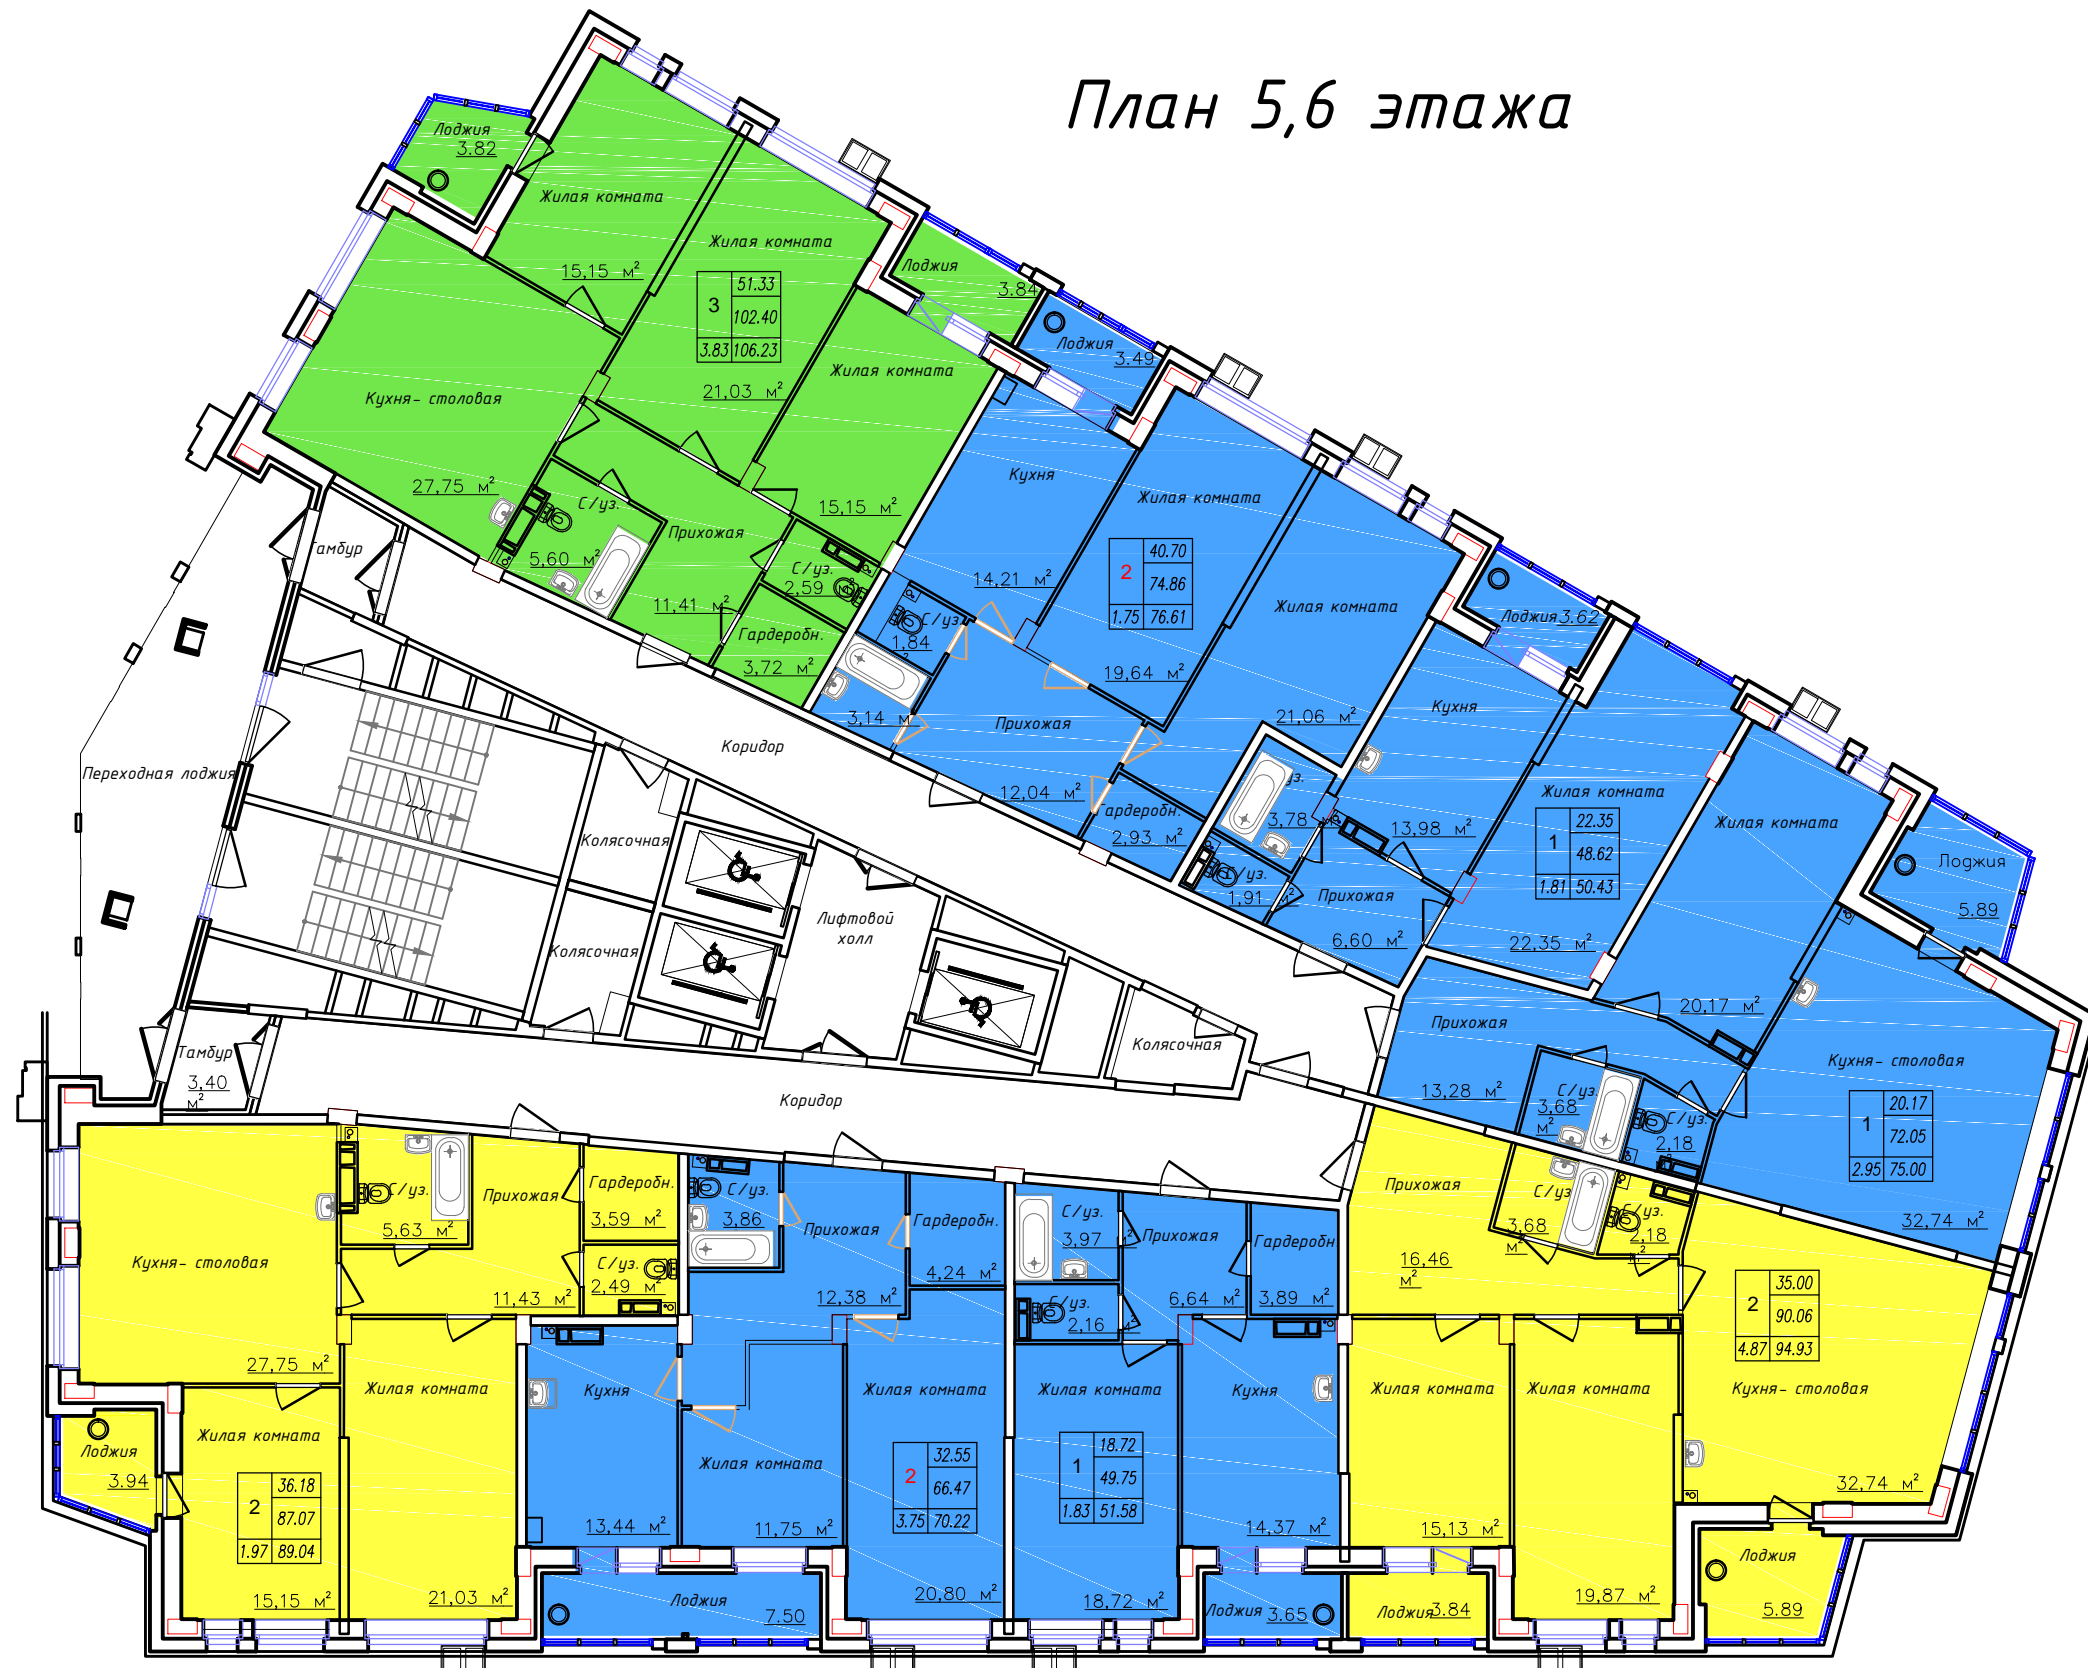 План 5,6 этажа
Лоджия
3.82
Жилая комната
15,15 м²
Жилая комната
21,03 м²
3
51.33
102.40
3.83 106.23
Лоджия
3.84
Жилая комната
15,15 м²
Кухня- столовая
27,75 м²
С/уз.
5,60 м²
Прихожая
11,41 м²
С/уз.
2,59 м²
Гардеробн.
3,72 м²
Лоджия
3.49
Кухня
14,21 м²
Жилая комната
19,64 м²
2
40.70
74.86
1.75 76.61
Жилая комната
21,06 м²
С/уз.
1,84
3,14 м²
Прихожая
12,04 м²
Гардеробн.
2,93 м²
Лоджия 3.62
Кухня
13,98 м²
Жилая комната
22,35 м²
1
22.35
48.62
1.81 50.43
уз.
3,78
С/уз.
1,91 м²
Прихожая
6,60 м²
Жилая комната
20,17 м²
Лоджия
5.89
Прихожая
13,28 м²
С/уз.
3,68
м²
С/уз.
2,18
Кухня- столовая
32,74 м²
1
20.17
72.05
2.95 75.00
Тамбур
Переходная лоджия
Коридор
Колясочная
Колясочная
Лифтовой
холл
Колясочная
Тамбур
3,40
м²
Коридор
Кухня- столовая
27,75 м²
С/уз.
5,63 м²
Прихожая
11,43 м²
Гардеробн.
3,59 м²
С/уз.
2,49 м²
Лоджия
3.94
Жилая комната
15,15 м²
2
36.18
87.07
1.97 89.04
Жилая комната
21,03 м²
С/уз.
3,86
Прихожая
12,38 м²
Гардеробн.
4,24 м²
Кухня
13,44 м²
Жилая комната
11,75 м²
Жилая комната
20,80 м²
2
32.55
66.47
3.75 70.22
Лоджия
7.50
С/уз.
3,97 м²
Прихожая
6,64 м²
Гардеробн.
3,89 м²
С/уз.
2,16 м²
Жилая комната
18,72 м²
1
18.72
49.75
1.83 51.58
Кухня
14,37 м²
Лоджия 3.65
Прихожая
16,46
м²
С/уз
3,68
м²
С/уз.
2,18
м²
Жилая комната
15,13 м²
Жилая комната
19,87 м²
Кухня- столовая
32,74 м²
2
35.00
90.06
4.87 94.93
Лоджия 3.84
Лоджия
5.89